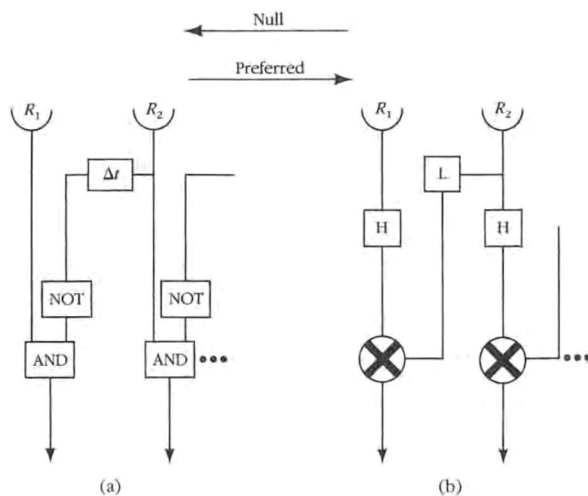 Null
Preferred
R₁ R₂ R₁ R₂
Δt L
H H
NOT NOT
AND AND
(a) (b)